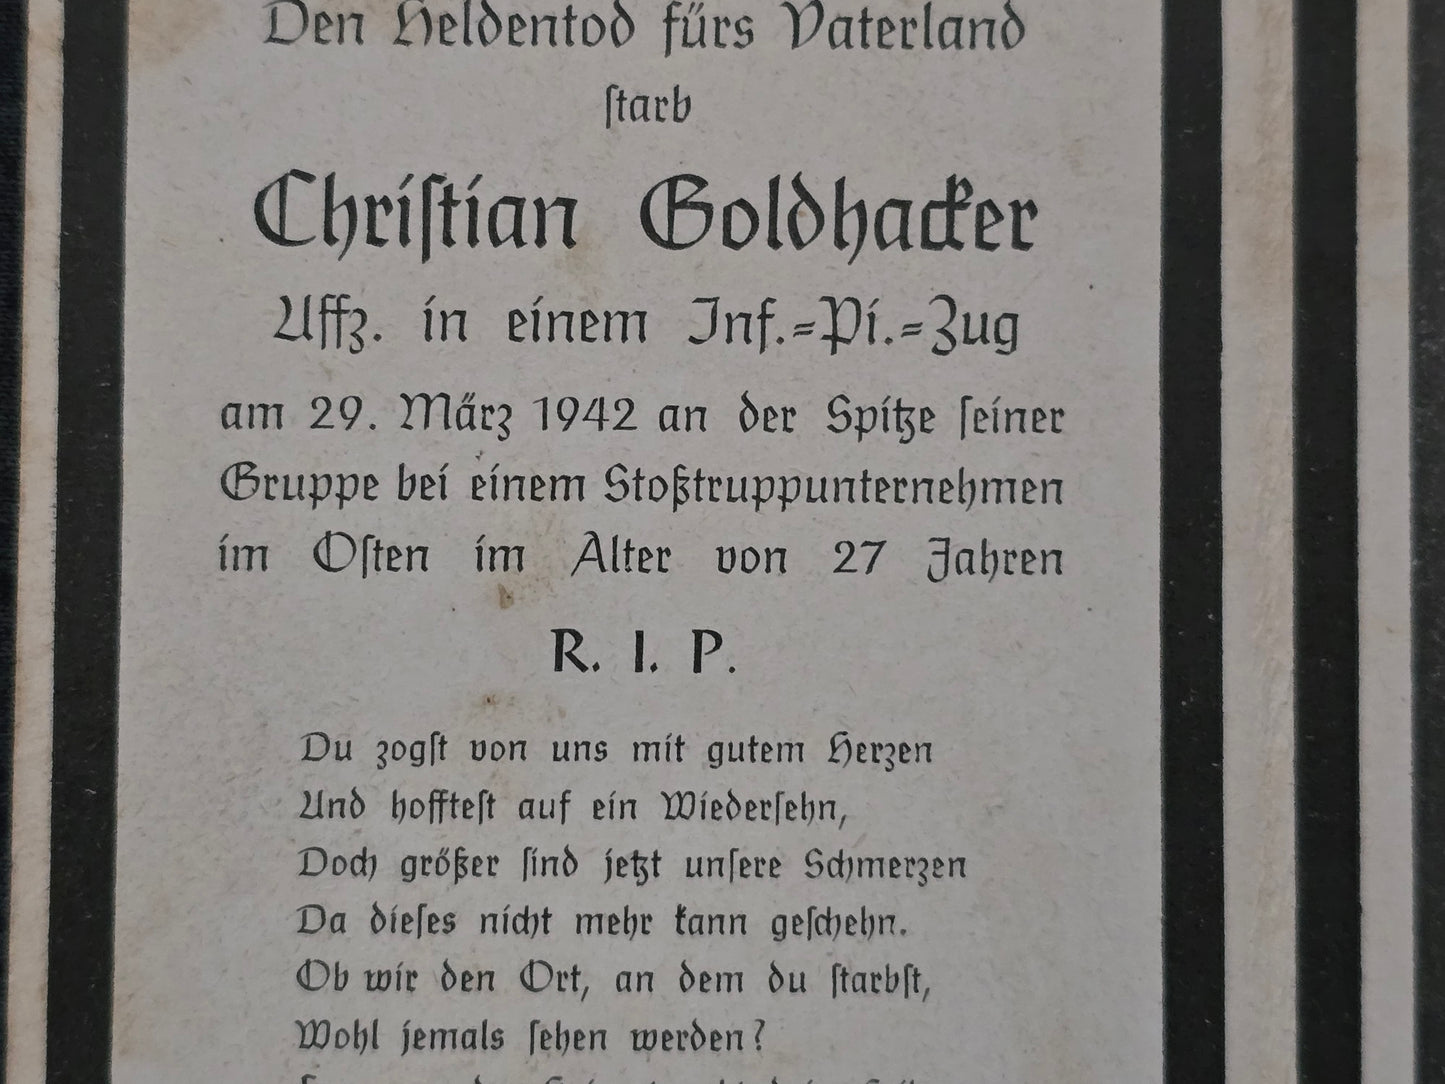 Den Heldentod fürs Vaterland
ſtarb
Chriſtian Goldhacker
Uffz. in einem Inf.=Pi.=Zug
am 29. März 1942 an der Spitze ſeiner
Gruppe bei einem Stoßtruppunternehmen
im Oſten im Alter von 27 Jahren
R. I. P.
Du zogſt von uns mit gutem Herzen
Und hoffteſt auf ein Wiederſehn,
Doch größer ſind jetzt unſere Schmerzen
Da dieſes nicht mehr kann geſchehn.
Ob wir den Ort, an dem du ſtarbſt,
Wohl jemals ſehen werden?